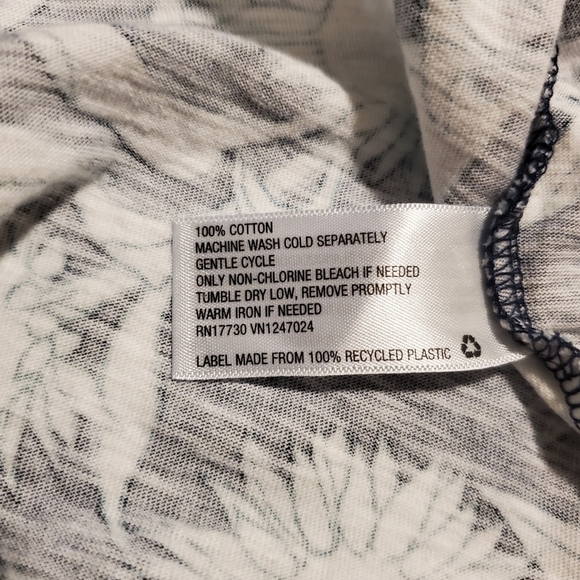 100% COTTON
MACHINE WASH COLD SEPARATELY
GENTLE CYCLE
ONLY NON-CHLORINE BLEACH IF NEEDED
TUMBLE DRY LOW, REMOVE PROMPTLY
WARM IRON IF NEEDED
RN17730 VN1247024
LABEL MADE FROM 100% RECYCLED PLASTIC